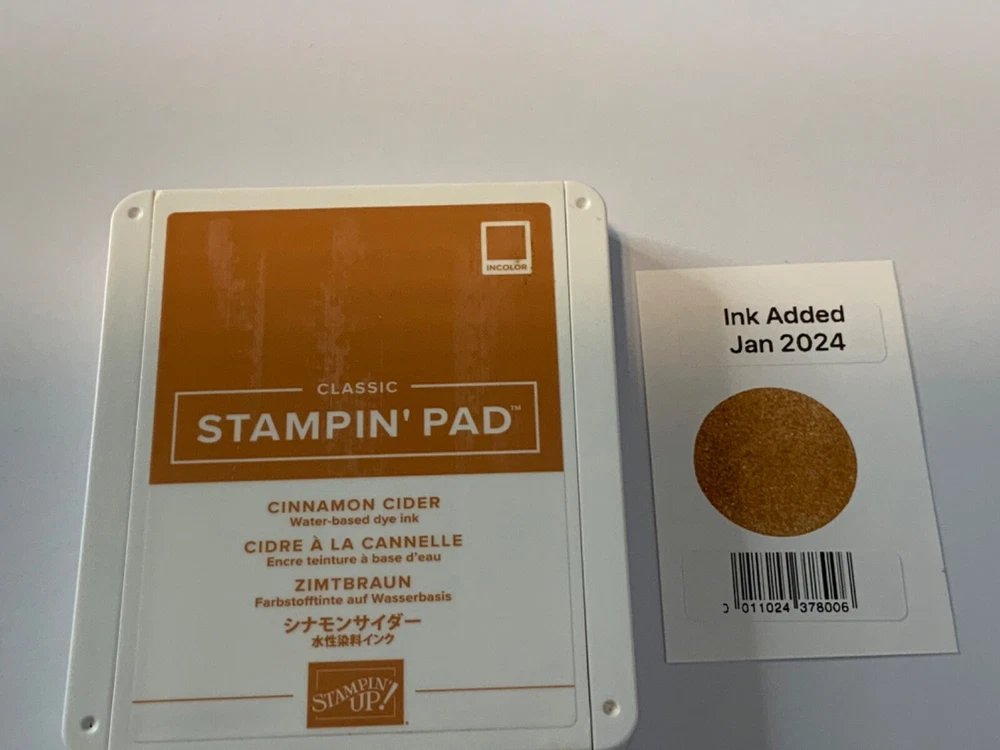 INCOLOR
CLASSIC
STAMPIN' PAD™
CINNAMON CIDER
Water-based dye ink
CIDRE À LA CANNELLE
Encre teinture à base d'eau
ZIMTBRAUN
Farbstofftinte auf Wasserbasis
シナモンサイダー
水性染料インク
STAMPIN' UP!
Ink Added
Jan 2024
0 011024 378006